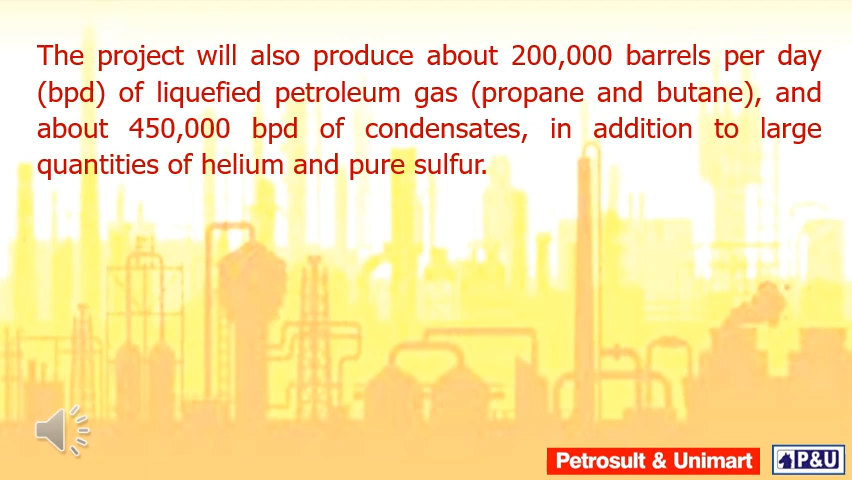 The project will also produce about 200,000 barrels per day
(bpd) of liquefied petroleum gas (propane and butane), and
about 450,000 bpd of condensates, in addition to large
quantities of helium and pure sulfur.
Petrosult & Unimart
P&U